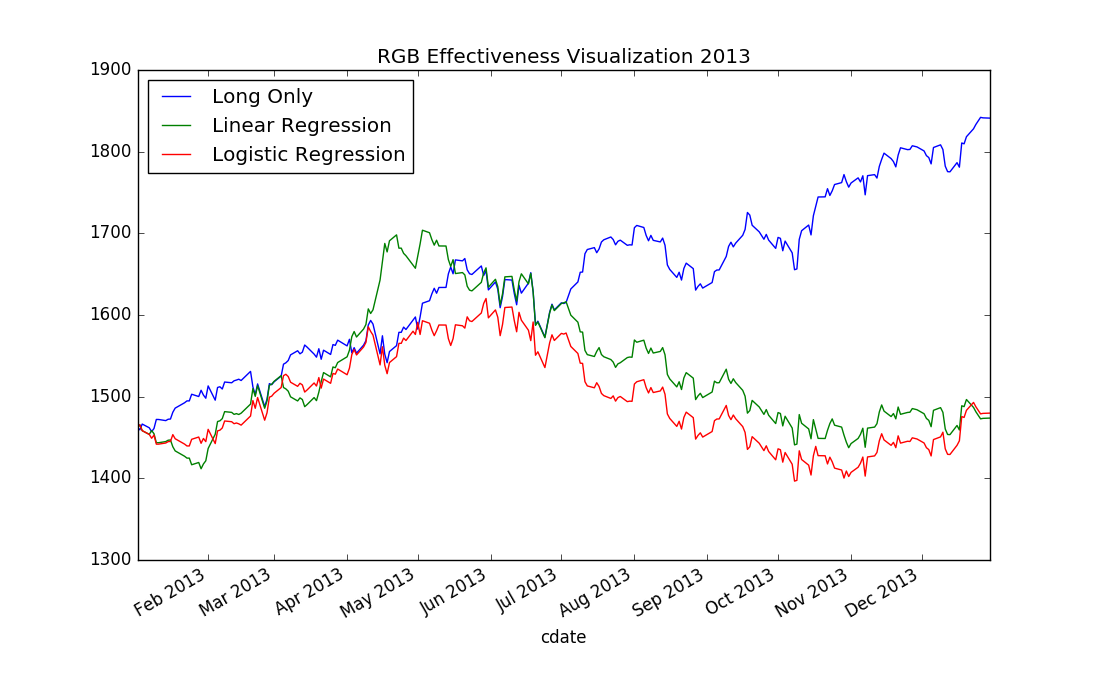 RGB Effectiveness Visualization 2013
1900
1800
1700
1600
1500
1400
1300
Long Only
Linear Regression
Logistic Regression
Feb 2013
Mar 2013
Apr 2013
May 2013
Jun 2013
Jul 2013
Aug 2013
Sep 2013
Oct 2013
Nov 2013
Dec 2013
cdate